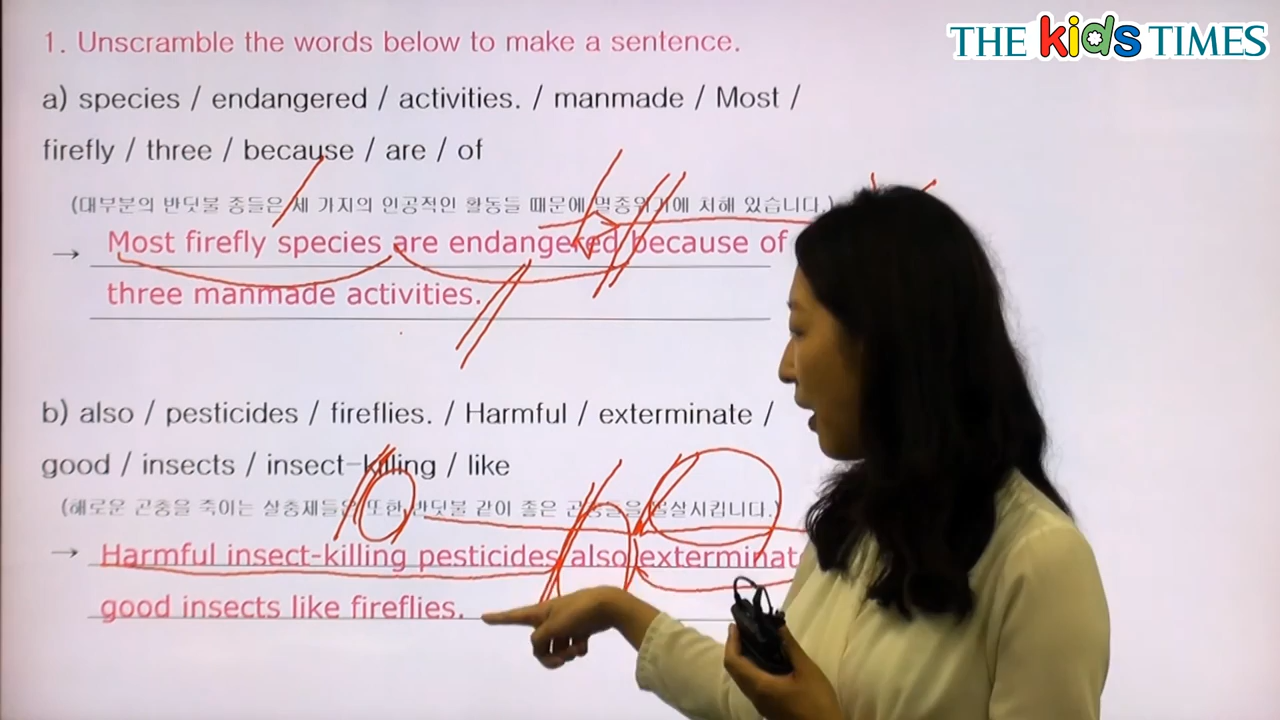 THE kids TIMES
1. Unscramble the words below to make a sentence.
a) species / endangered / activities. / manmade / Most /
firefly / three / because / are / of
(대부분의 반딧불 종들은 세 가지의 인공적인 활동들 때문에 멸종위기에 처해 있습니다.)
→ Most firefly species are endangered because of
three manmade activities.
b) also / pesticides / fireflies. / Harmful / exterminate /
good / insects / insect-killing / like
(해로운 곤충을 죽이는 살충제들은 또한 반딧불 같이 좋은 곤충들을 몰살시킵니다.)
→ Harmful insect-killing pesticides also exterminat
good insects like fireflies.